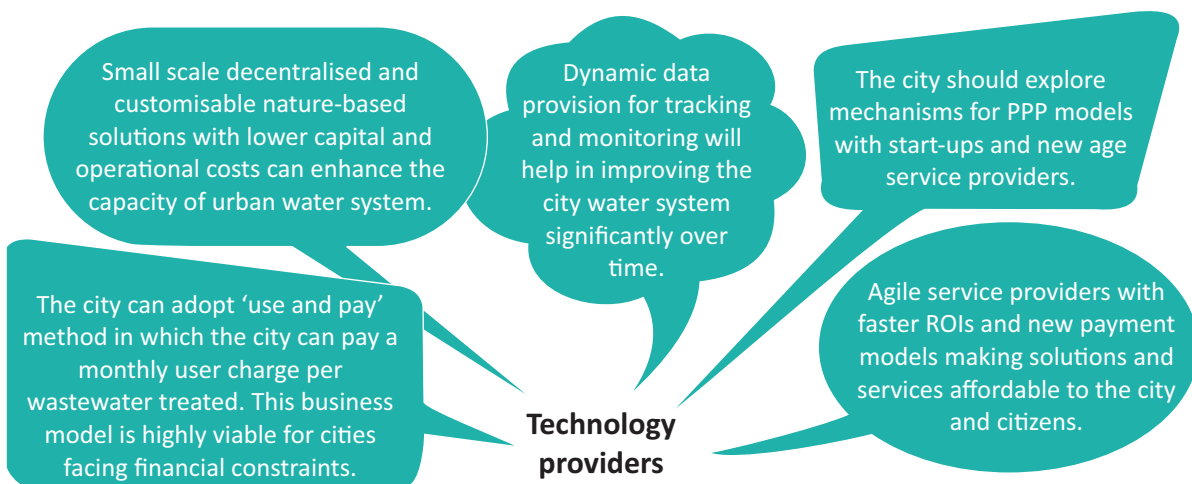 Small scale decentralised and
customisable nature-based
solutions with lower capital and
operational costs can enhance the
capacity of urban water system.
Dynamic data
provision for tracking
and monitoring will
help in improving the
city water system
significantly over
time.
The city should explore
mechanisms for PPP models
with start-ups and new age
service providers.
The city can adopt ‘use and pay’
method in which the city can pay a
monthly user charge per
wastewater treated. This business
model is highly viable for cities
facing financial constraints.
Agile service providers with
faster ROIs and new payment
models making solutions and
services affordable to the city
and citizens.
Technology
providers